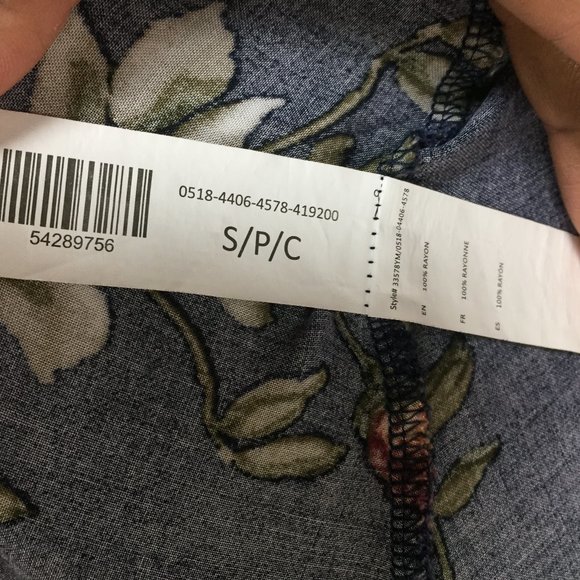 0518-4406-4578-419200
54289756
S/P/C
Style# 33578YM/0518-04406-4578
EN 100% RAYON
FR 100% RAYONNE
ES 100% RAYON